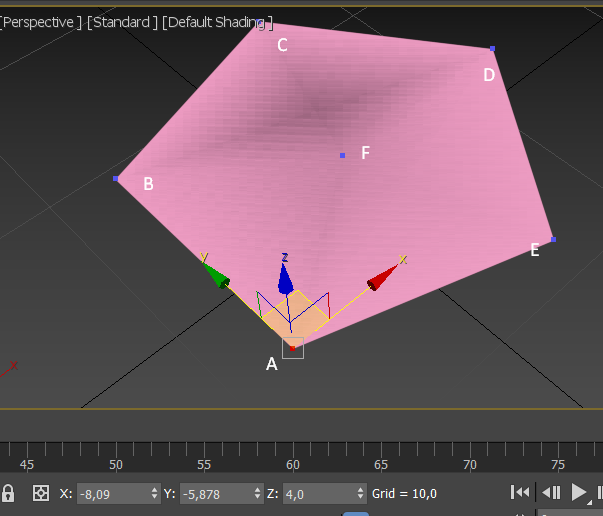 [Perspective ] [Standard ] [Default Shading ]
C
D
F
B
E
y
z
x
A
x
45 50 55 60 65 70 75
X: -8,09 Y: -5,878 Z: 4,0 Grid = 10,0